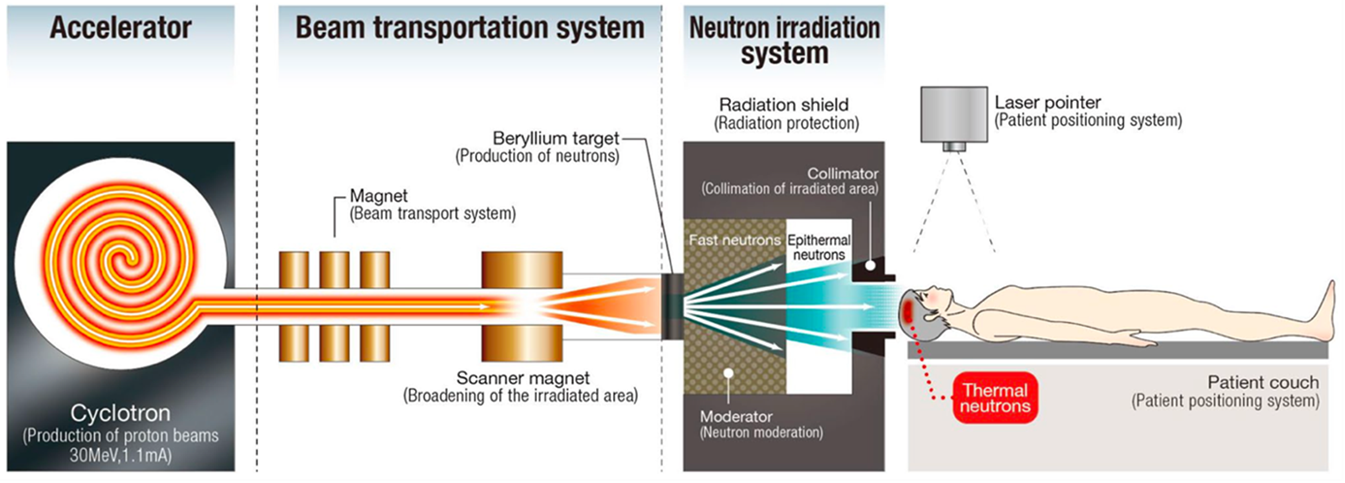 Accelerator
Beam transportation system
Neutron irradiation
system
Radiation shield
(Radiation protection)
Laser pointer
(Patient positioning system)
Beryllium target
(Production of neutrons)
Collimator
(Collimation of irradiated area)
Magnet
(Beam transport system)
Fast neutrons
Epithermal
neutrons
Scanner magnet
(Broadening of the irradiated area)
Cyclotron
(Production of proton beams
30MeV,1.1mA)
Moderator
(Neutron moderation)
Thermal
neutrons
Patient couch
(Patient positioning system)